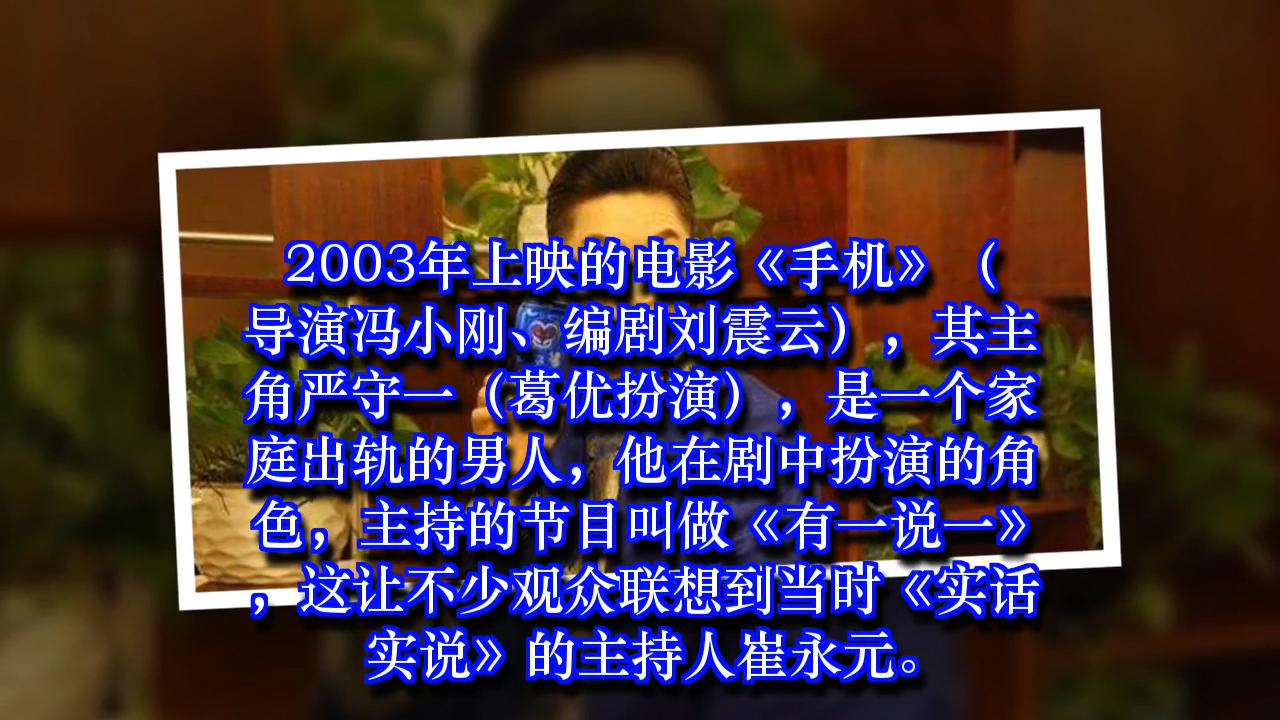 2003年上映的电影《手机》（
导演冯小刚、编剧刘震云），其主
角严守一（葛优扮演），是一个家
庭出轨的男人，他在剧中扮演的角
色，主持的节目叫做《有一说一》
，这让不少观众联想到当时《实话
实说》的主持人崔永元。